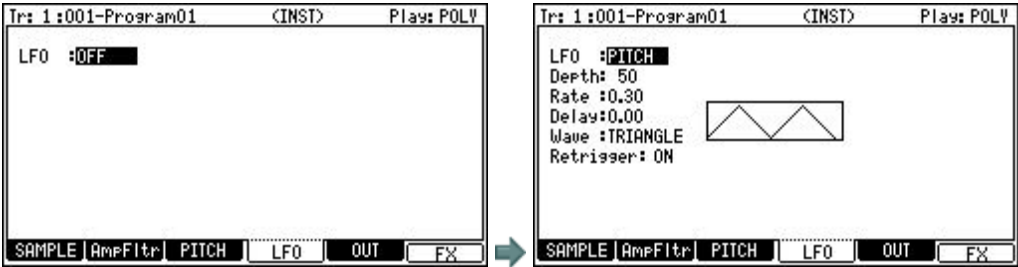 Tr: 1:001-Program01 (INST) Play: POLY
LFO :OFF
SAMPLE AmpFltr PITCH LFO OUT FX
Tr: 1:001-Program01 (INST) Play: POLY
LFO :PITCH
Depth: 50
Rate :0.30
Delay:0.00
Wave :TRIANGLE
Retrigger: ON
SAMPLE AmpFltr PITCH LFO OUT FX